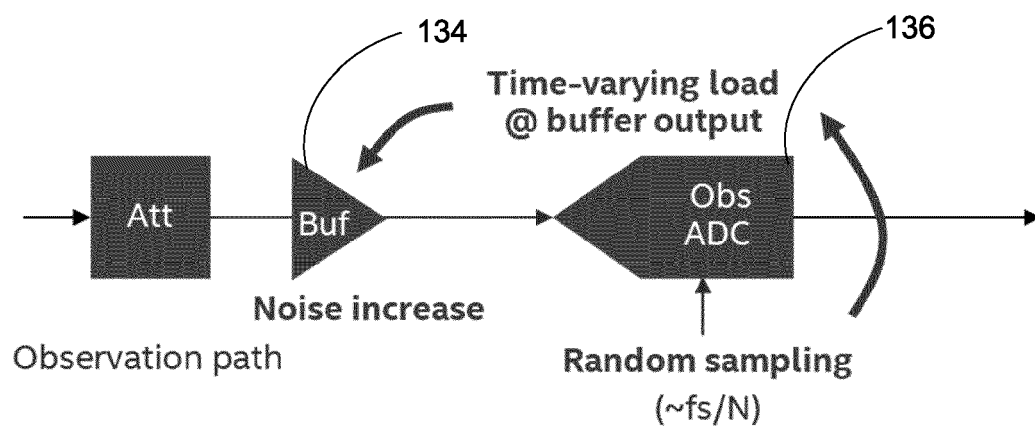 134
136
Time-varying load
@ buffer output
Att
Buf
Obs
ADC
Noise increase
Observation path
Random sampling
(~fs/N)